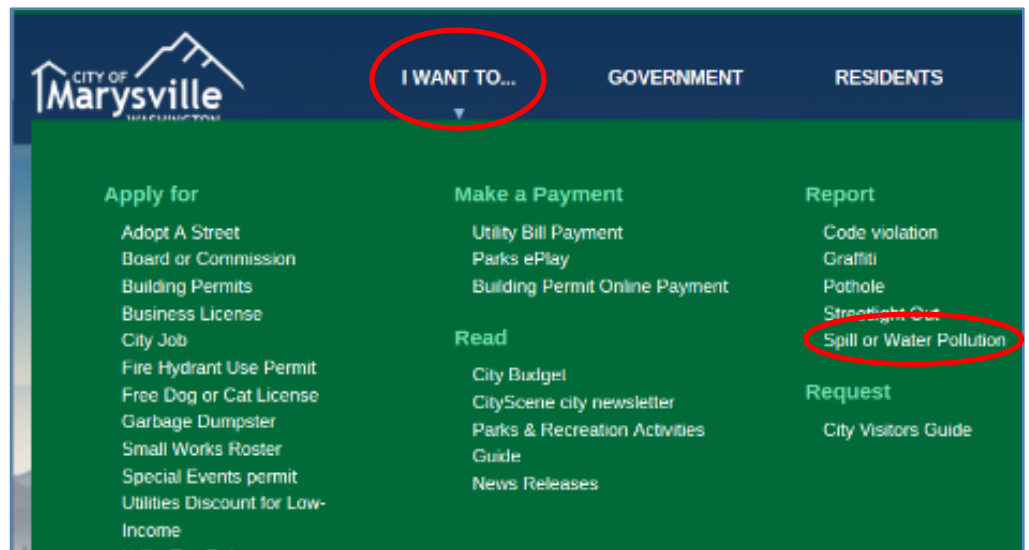 CITY OF
Marysville
WASHINGTON
I WANT TO...
GOVERNMENT
RESIDENTS
Apply for
Adopt A Street
Board or Commission
Building Permits
Business License
City Job
Fire Hydrant Use Permit
Free Dog or Cat License
Garbage Dumpster
Small Works Roster
Special Events permit
Utilities Discount for Low-
Income
Make a Payment
Utility Bill Payment
Parks ePlay
Building Permit Online Payment
Read
City Budget
CityScene city newsletter
Parks & Recreation Activities
Guide
News Releases
Report
Code violation
Graffiti
Pothole
Streetlight Out
Spill or Water Pollution
Request
City Visitors Guide